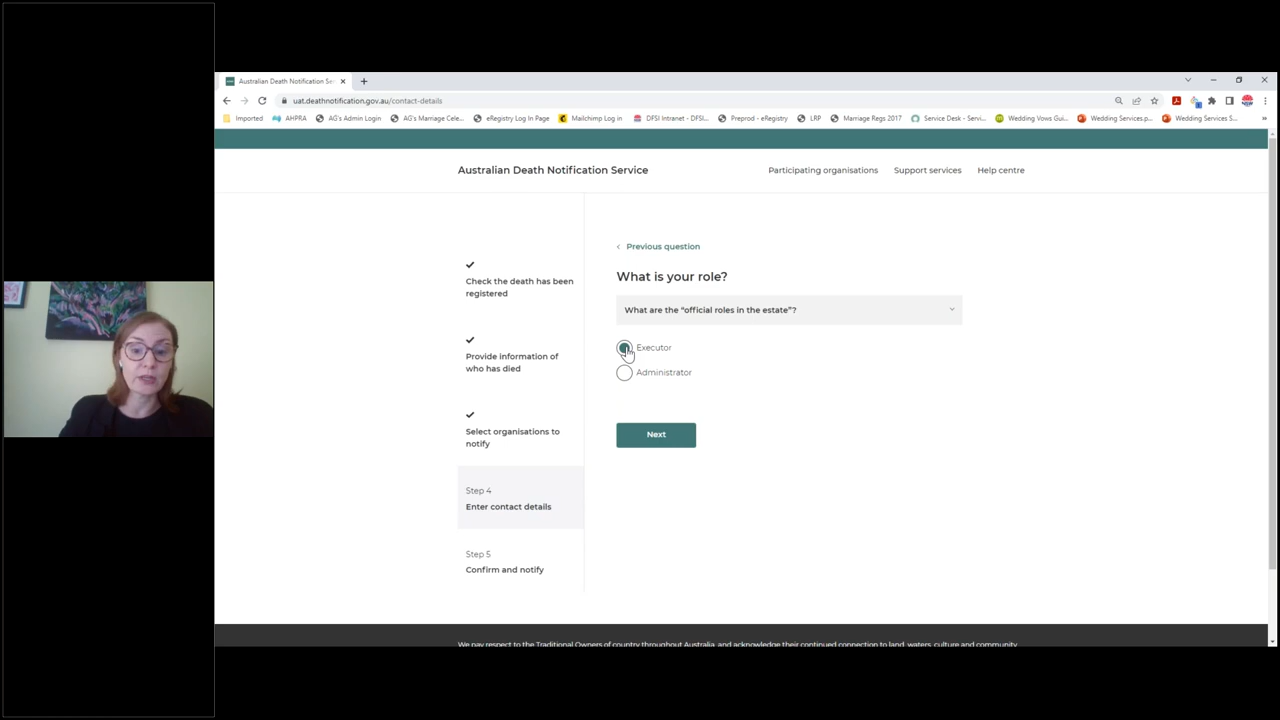 Australian Death Notification Ser
uat.deathnotification.gov.au/contact-details
Imported
AHPRA
AG's Admin Login
AG's Marriage Cele...
eRegistry Log In Page
Mailchimp Log in
DFSI Intranet - DFSI...
Preprod - eRegistry
LRP
Marriage Regs 2017
Service Desk - Servi...
Wedding Vows Gui...
Wedding Services.p...
Wedding Services S...
Australian Death Notification Service
Participating organisations
Support services
Help centre
Check the death has been
registered
Provide information of
who has died
Select organisations to
notify
Step 4
Enter contact details
Step 5
Confirm and notify
Previous question
What is your role?
What are the "official roles in the estate"?
Executor
Administrator
Next
We pay respect to the Traditional Owners of country throughout Australia, and acknowledge their continued connection to land, waters, culture and community.